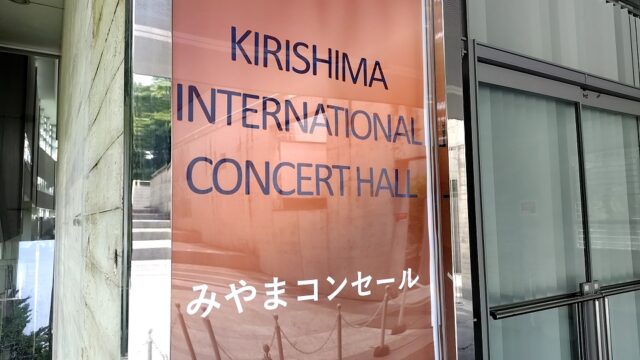 KIRISHIMA
INTERNATIONAL
CONCERT HALL
みやまコンセール